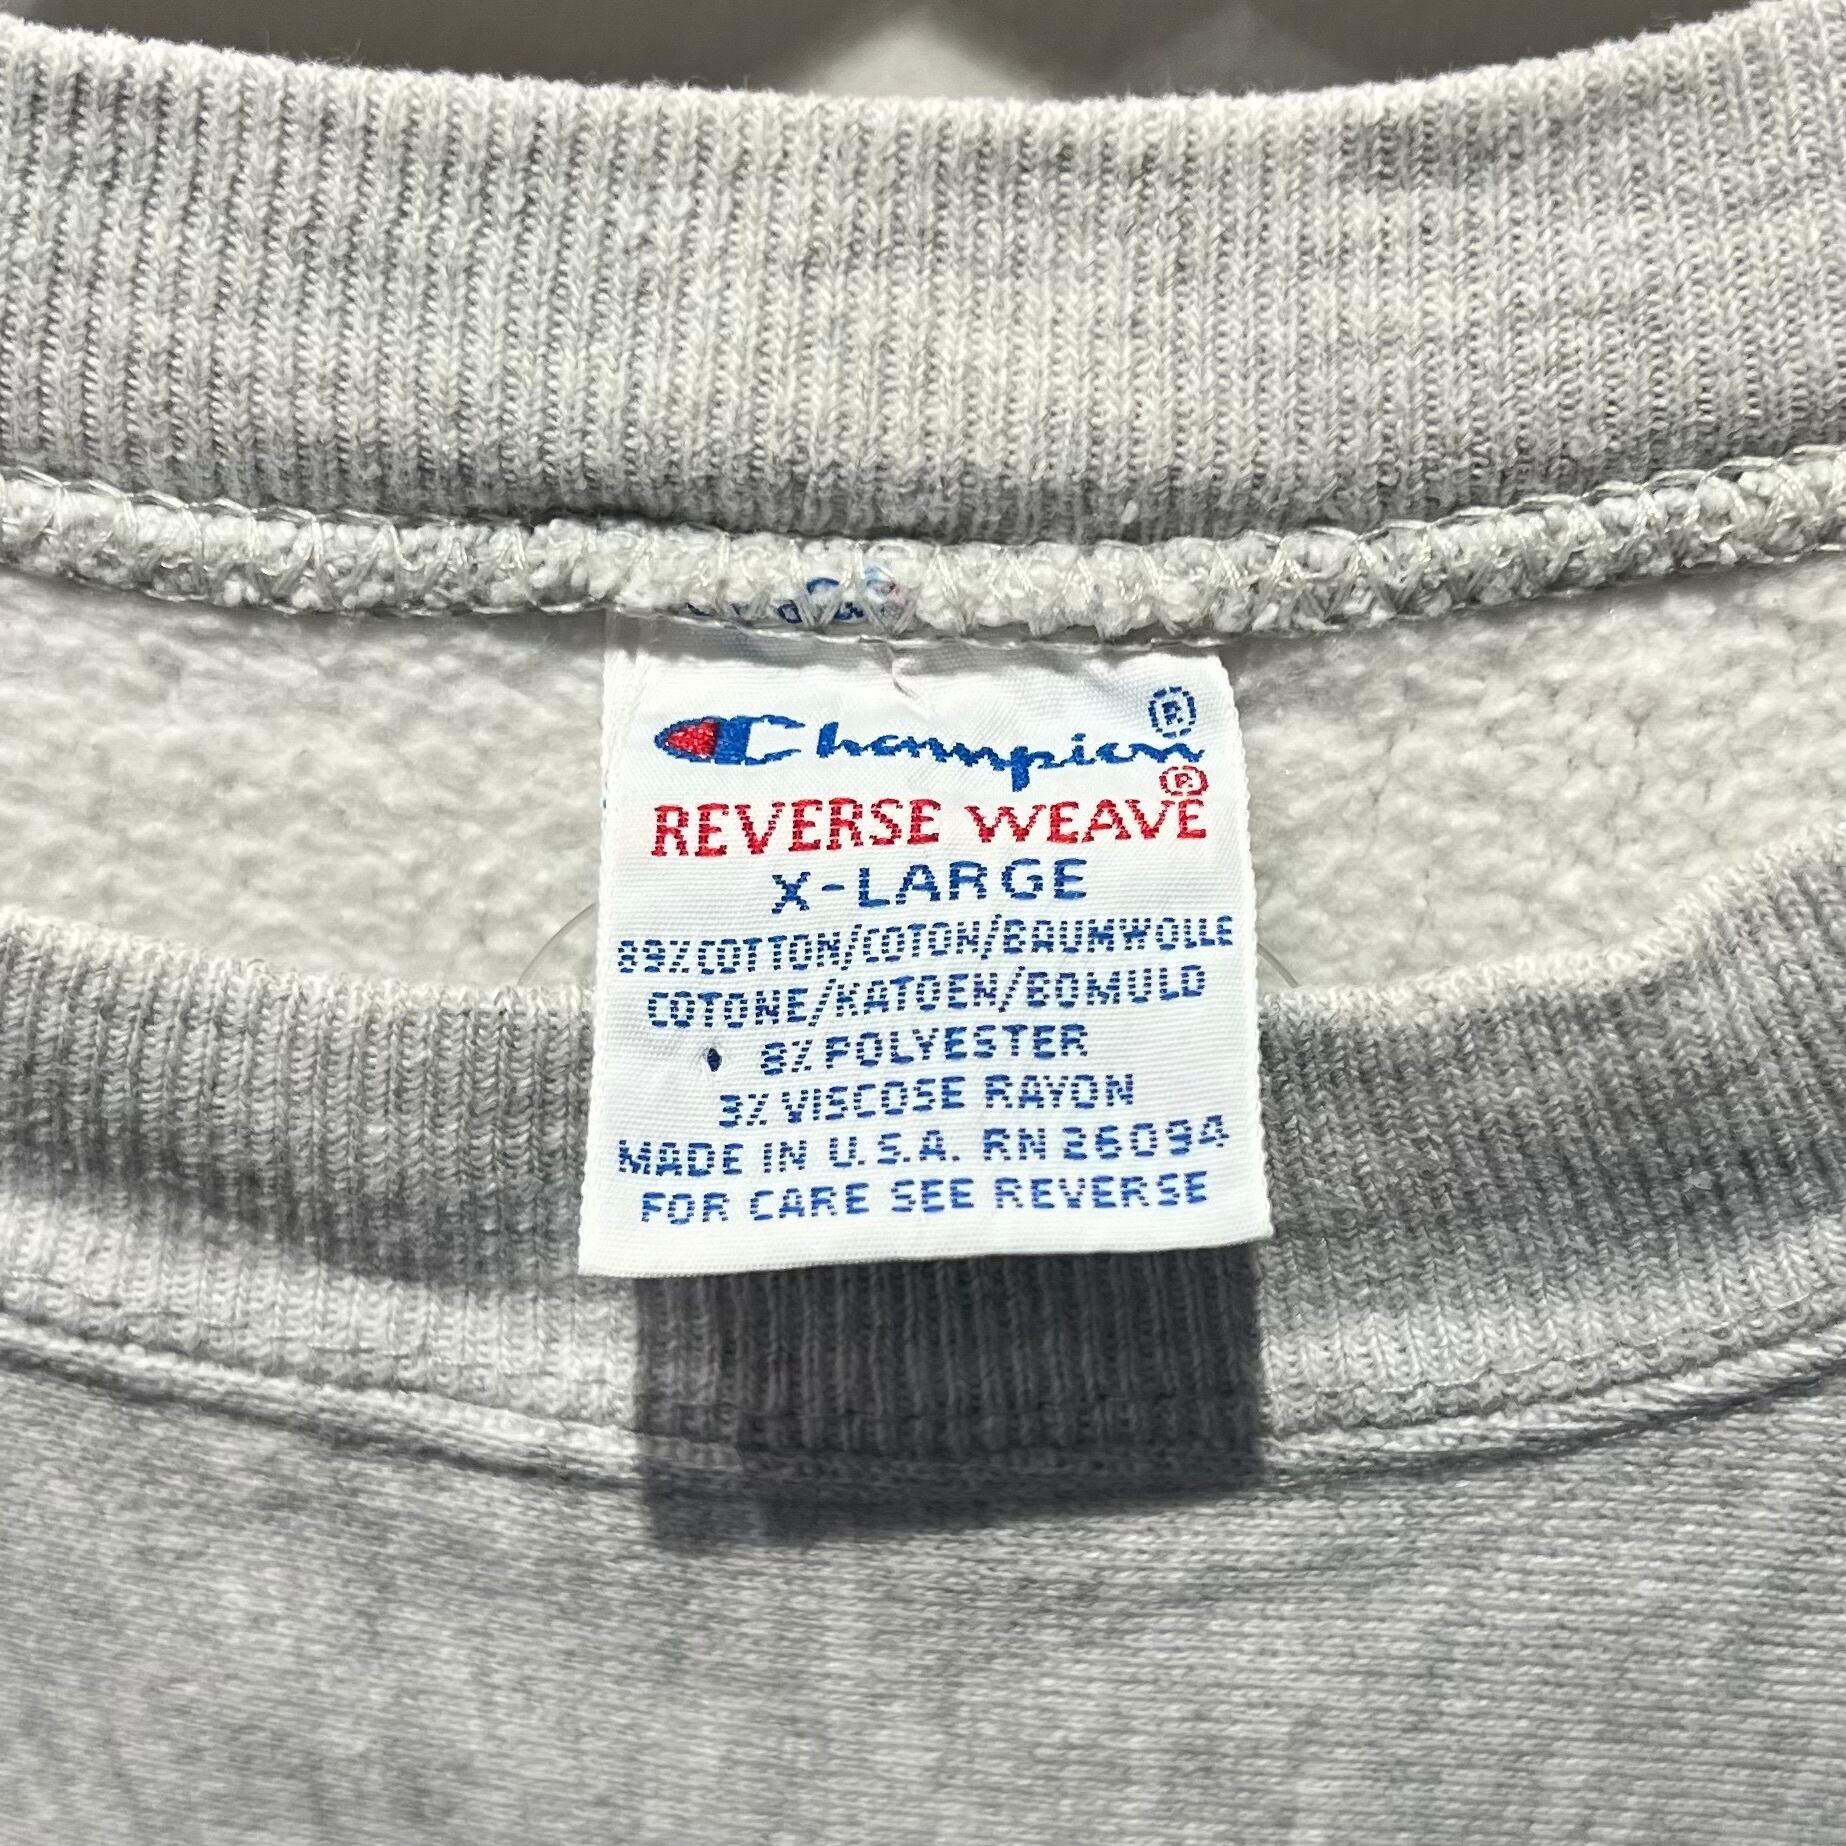 Champion®
REVERSE WEAVE®
X-LARGE
89% COTTON/COTON/BAUMWOLLE
COTONE/KATOEN/BOMULD
8% POLYESTER
3% VISCOSE RAYON
MADE IN U.S.A. RN 26094
FOR CARE SEE REVERSE